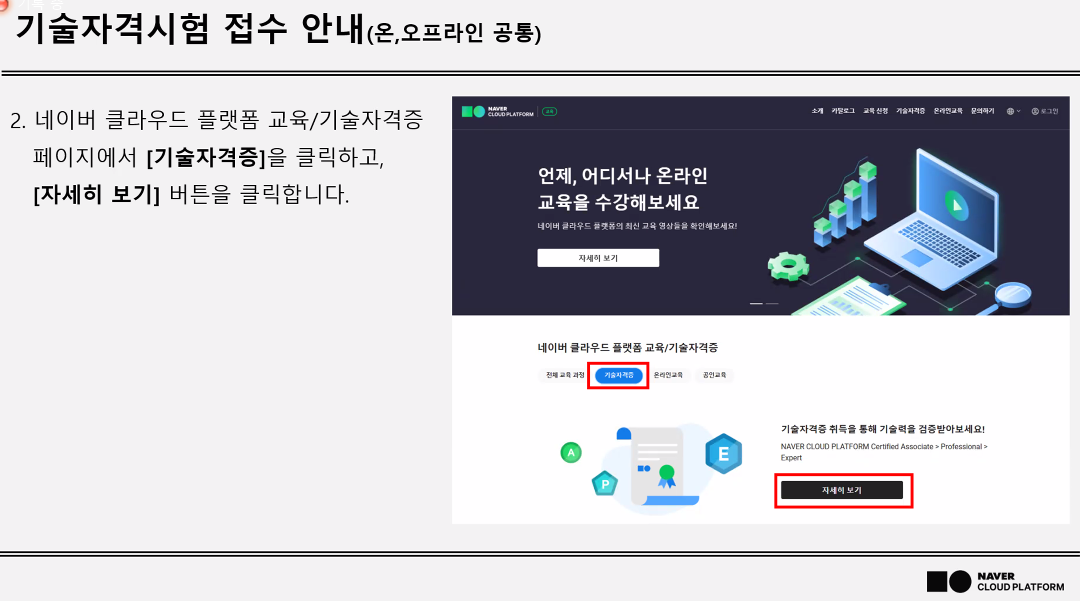 기술자격시험 접수 안내(온,오프라인 공통)
2. 네이버 클라우드 플랫폼 교육/기술자격증
페이지에서 [기술자격증]을 클릭하고,
[자세히 보기] 버튼을 클릭합니다.
NAVER
CLOUD PLATFORM
교육
소개 카탈로그 교육 신청 기술자격증 온라인교육 문의하기 로그인
언제, 어디서나 온라인
교육을 수강해보세요
네이버 클라우드 플랫폼의 최신 교육 영상들을 확인해보세요!
자세히 보기
네이버 클라우드 플랫폼 교육/기술자격증
전체 교육 과정 기술자격증 온라인교육 공인교육
A
P
E
기술자격증 취득을 통해 기술력을 검증받아보세요!
NAVER CLOUD PLATFORM Certified Associate > Professional >
Expert
자세히 보기
NAVER
CLOUD PLATFORM